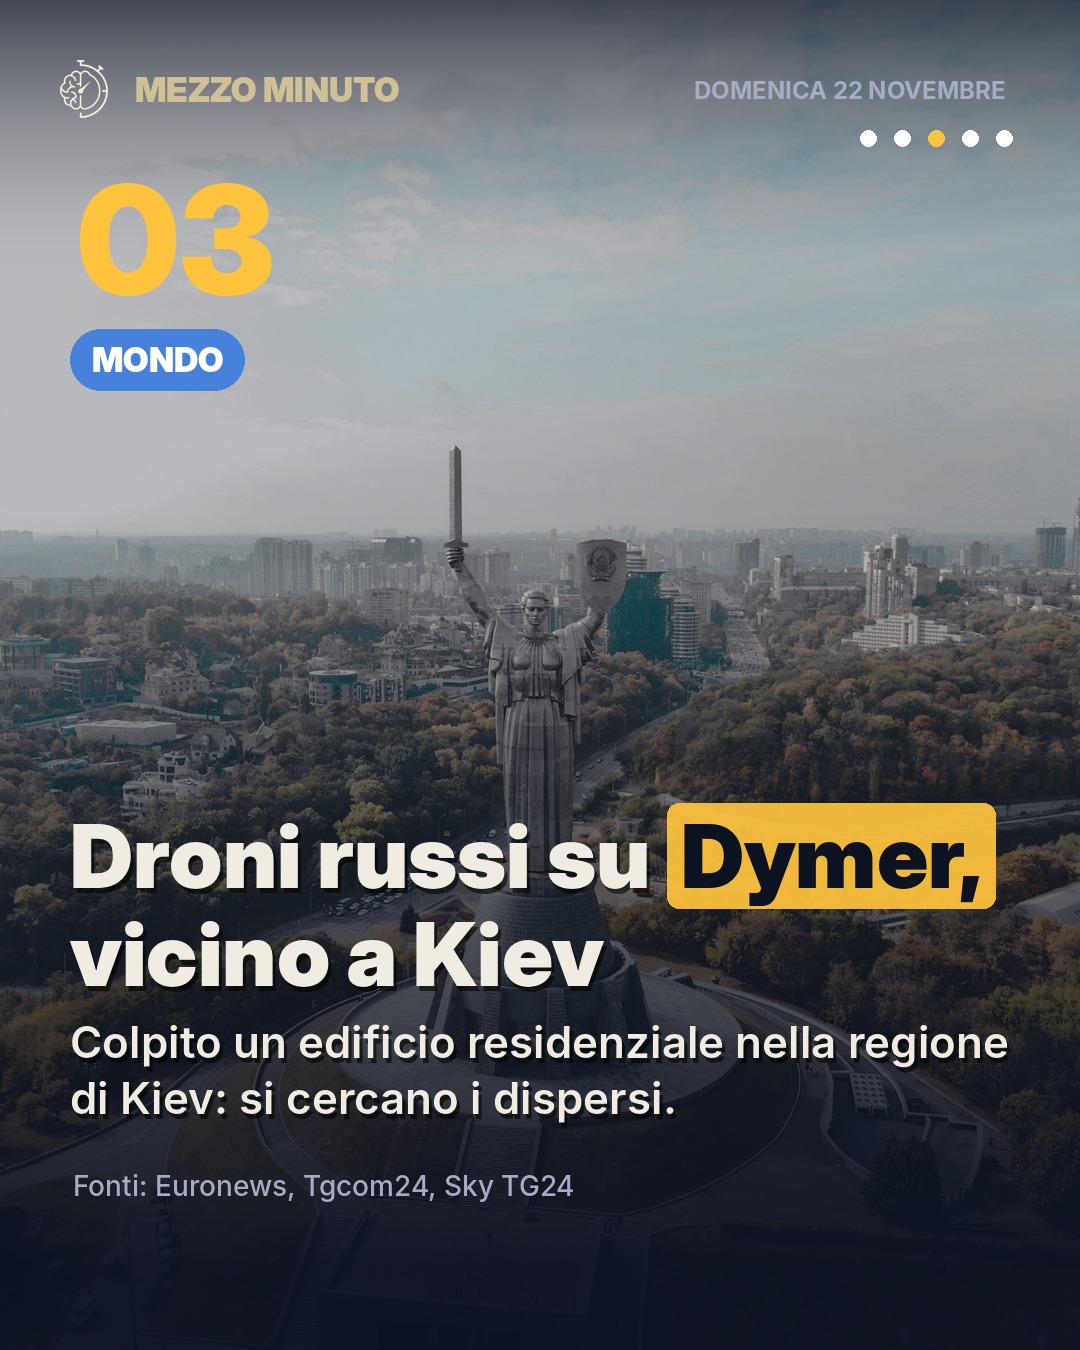 MEZZO MINUTO
DOMENICA 22 NOVEMBRE
03
MONDO
Droni russi su Dymer,
vicino a Kiev
Colpito un edificio residenziale nella regione
di Kiev: si cercano i dispersi.
Fonti: Euronews, Tgcom24, Sky TG24